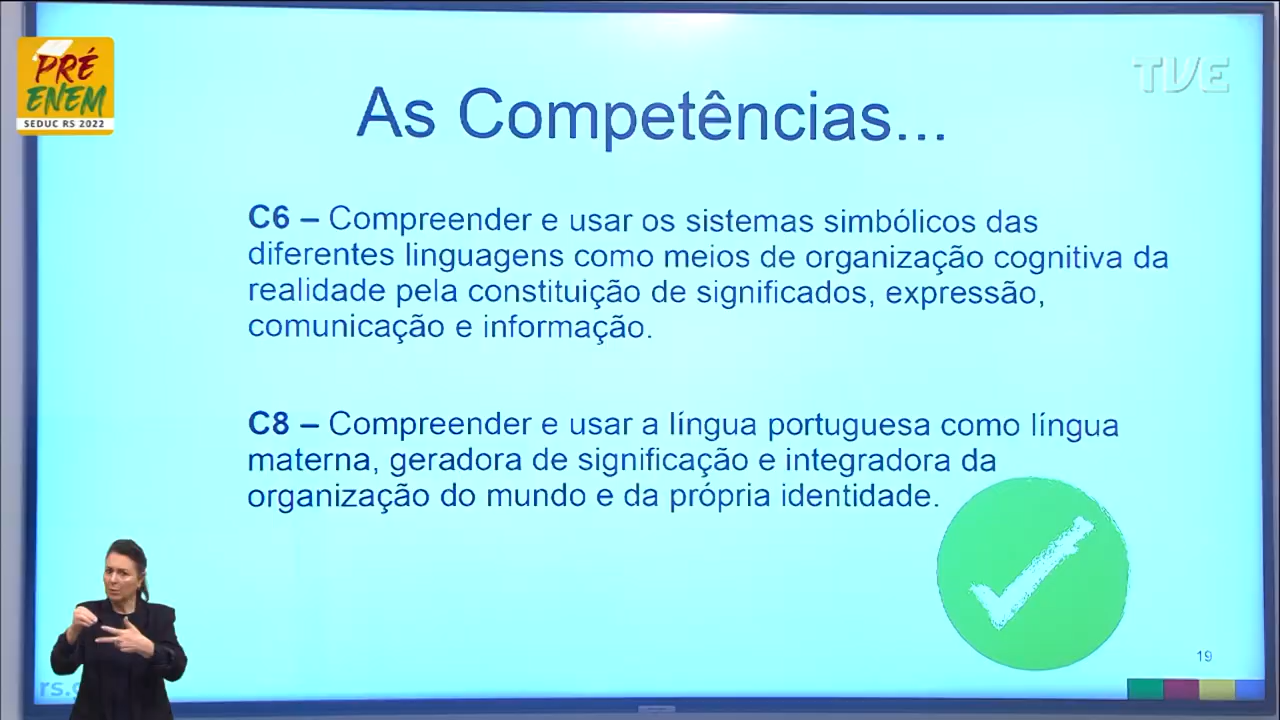 PRÉ
ENEM
SEDUC RS 2022
TVE
As Competências...
C6 – Compreender e usar os sistemas simbólicos das
diferentes linguagens como meios de organização cognitiva da
realidade pela constituição de significados, expressão,
comunicação e informação.
C8 – Compreender e usar a língua portuguesa como língua
materna, geradora de significação e integradora da
organização do mundo e da própria identidade.
19